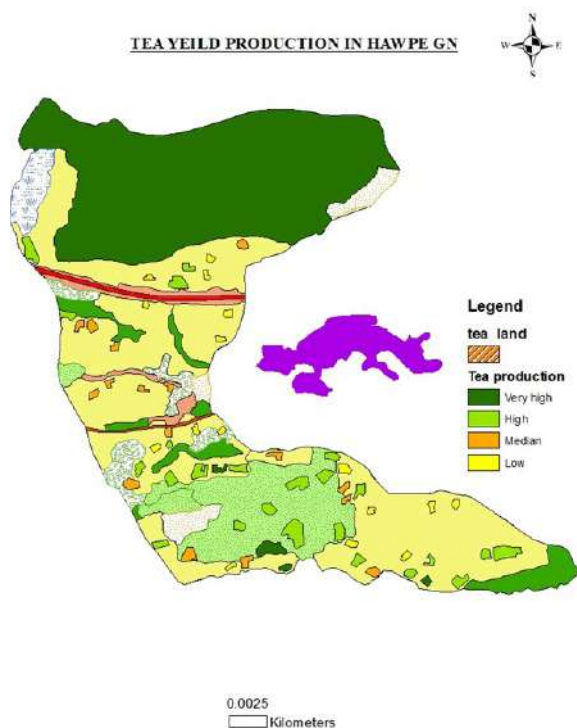 TEA YEILD PRODUCTION IN HAWPE GN
N
W E
S
Legend
tea land
Tea production
Very high
High
Median
Low
0.0025
Kilometers